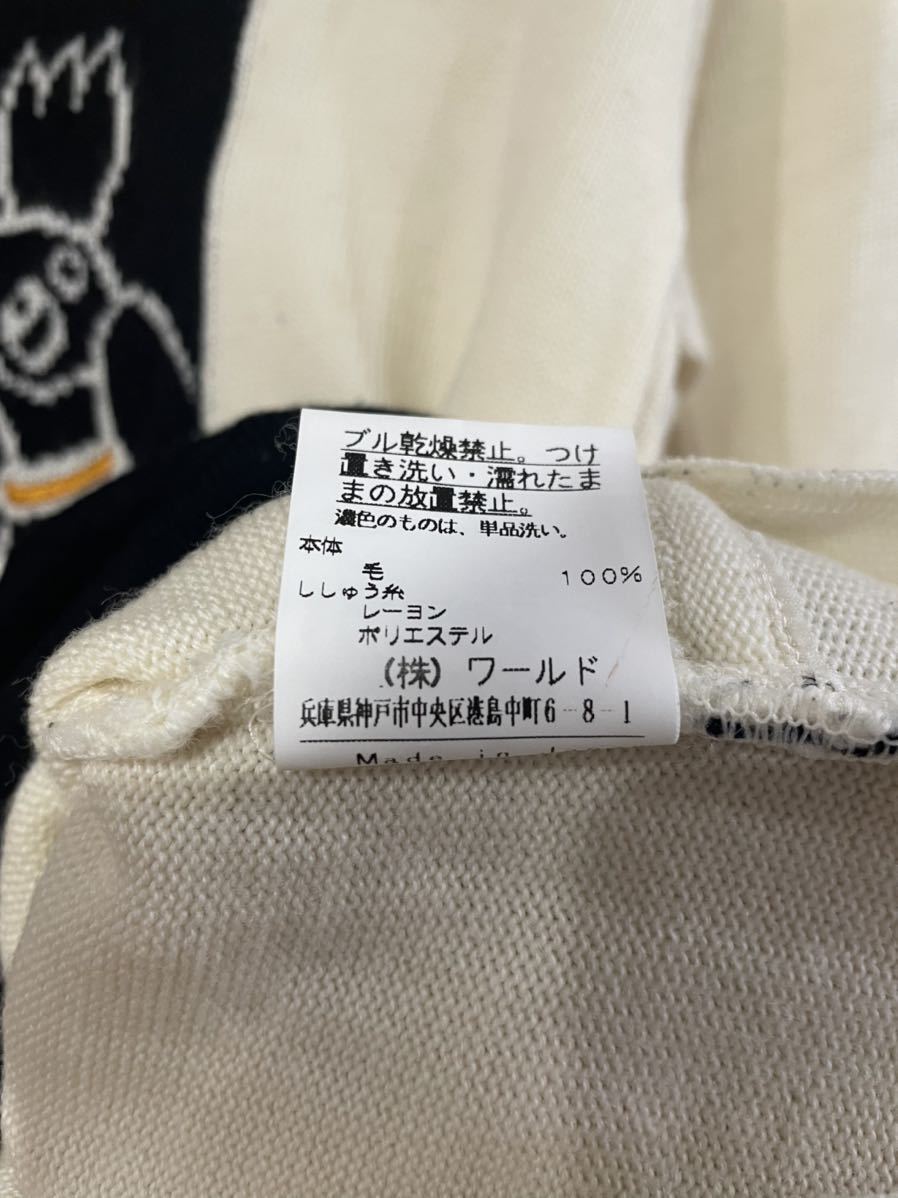 ブル乾燥禁止。つけ
置き洗い・濡れたま
まの放置禁止。
濃色のものは、単品洗い。
本体
毛 100%
ししゅう糸
レーヨン
ポリエステル
(株) ワールド
兵庫県神戸市中央区港島中町6-8-1
Made in